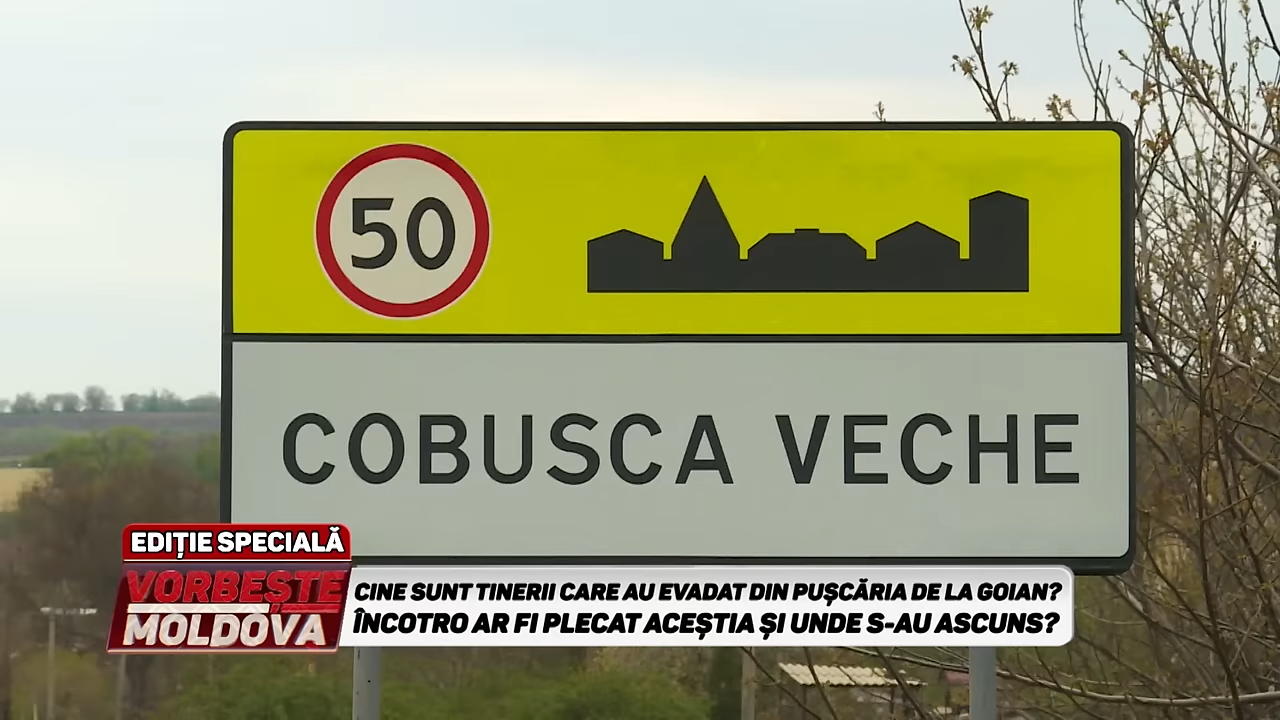 50
COBUSCA VECHE
EDIȚIE SPECIALĂ
VORBEȘTE
MOLDOVA
CINE SUNT TINERII CARE AU EVADAT DIN PUȘCĂRIA DE LA GOIAN?
ÎNCOTRO AR FI PLECAT ACEȘTIA ȘI UNDE S-AU ASCUNS?